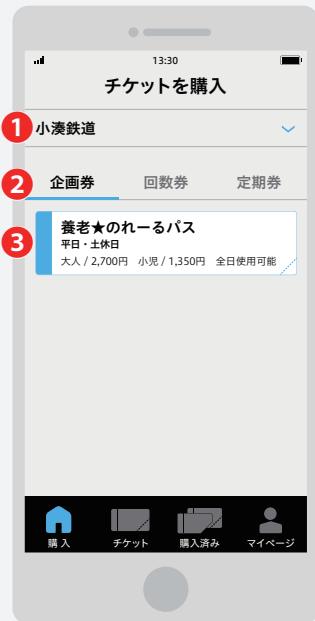 13:30
チケットを購入
1 小湊鉄道
2 企画券 回数券 定期券
3 養老★のれーるパス
平日・土休日
大人 / 2,700円 小児 / 1,350円 全日使用可能
購入 チケット 購入済み マイページ